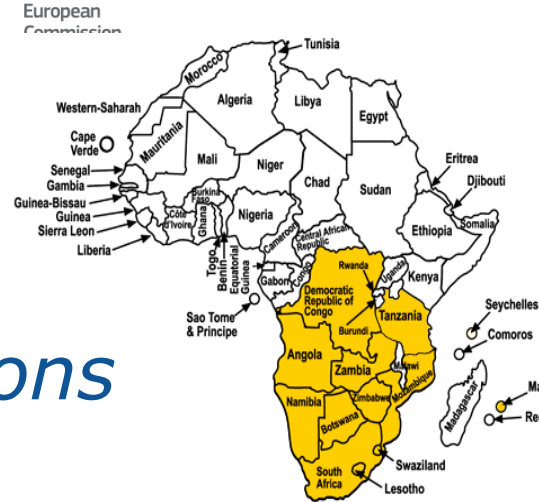 European
Commission
Tunisia
Morocco
Algeria
Libya
Egypt
Western-Saharah
Cape
Verde
Mauritania
Mali
Niger
Chad
Sudan
Eritrea
Djibouti
Senegal
Gambia
Guinea-Bissau
Guinea
Sierra Leon
Liberia
Burkina
Faso
Côte
d'Ivoire
Ghana
Togo
Benin
Nigeria
Equatorial
Guinea
Cameroon
Central African
Republic
Ethiopia
Somalia
Gabon
Congo
Rwanda
Uganda
Kenya
Democratic
Republic of
Congo
Burundi
Tanzania
Sao Tome
& Principe
Seychelles
Comoros
Angola
Zambia
Malawi
Mozambique
ons
Namibia
Botswana
Zimbabwe
Madagascar
Ma
Re
South
Africa
Swaziland
Lesotho